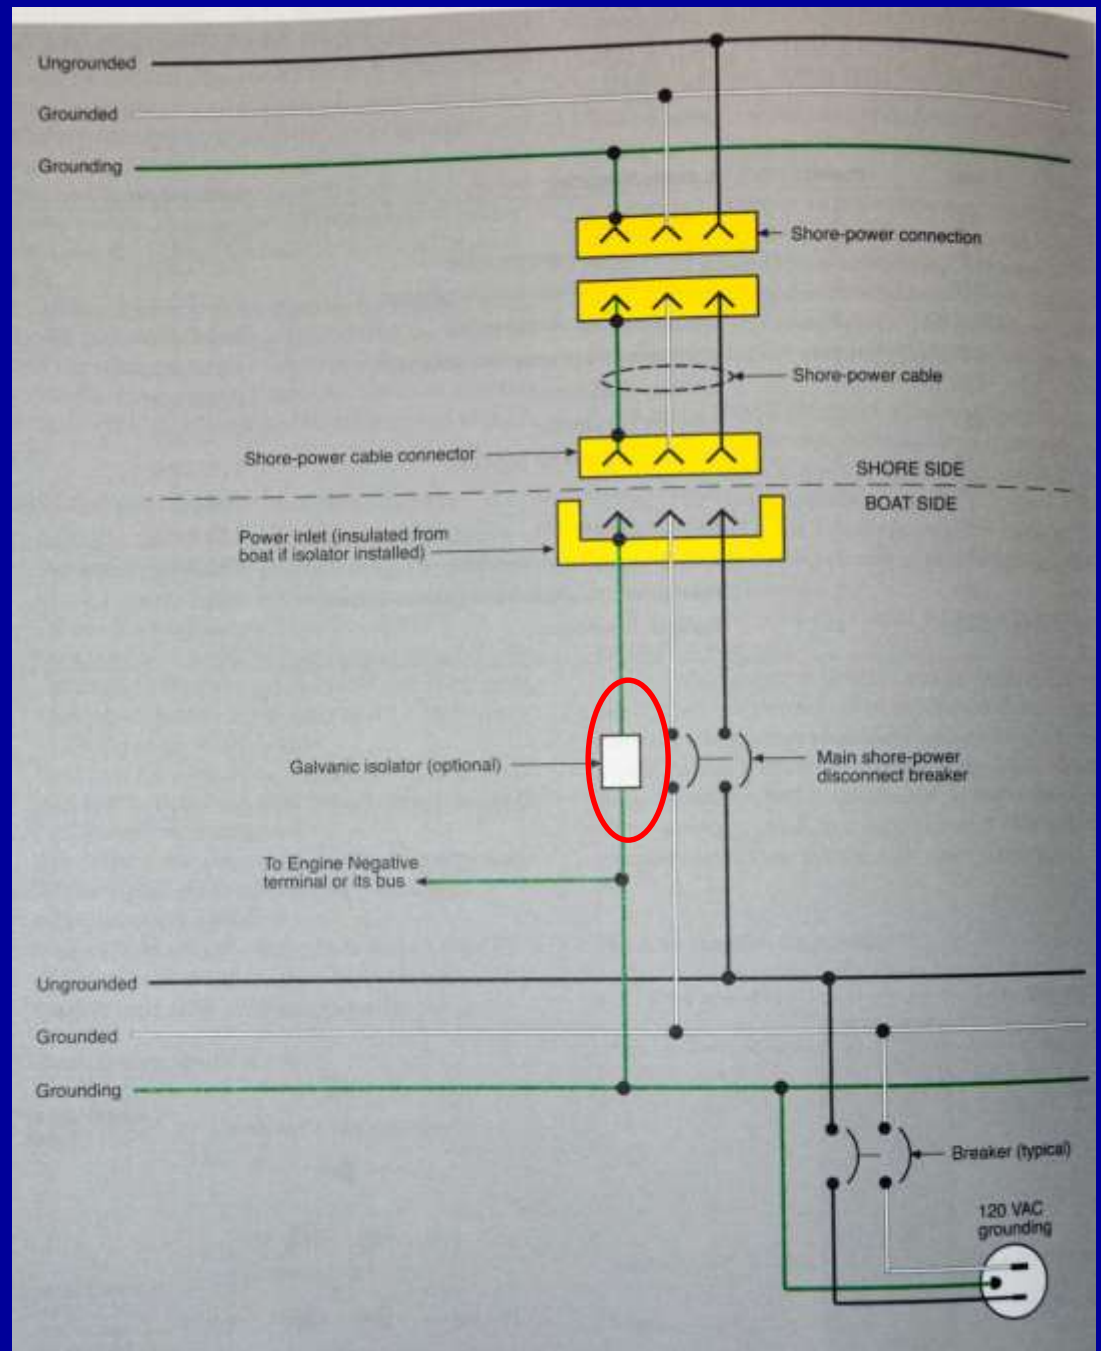 Ungrounded
Grounded
Grounding
Shore-power connection
Shore-power cable
Shore-power cable connector
SHORE SIDE
BOAT SIDE
Power inlet (insulated from
boat if isolator installed)
Galvanic isolator (optional)
Main shore-power
disconnect breaker
To Engine Negative
terminal or its bus
Ungrounded
Grounded
Grounding
Breaker (typical)
120 VAC
grounding